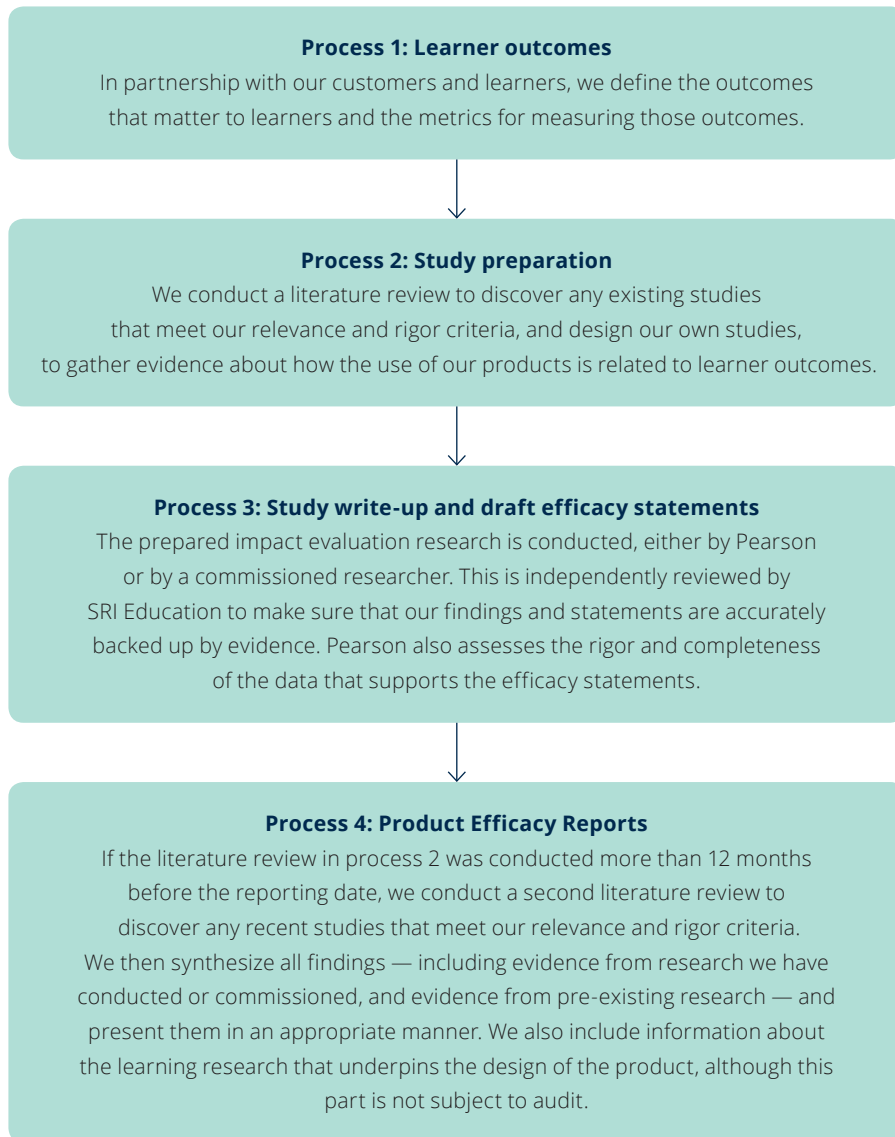 Process 1: Learner outcomes
In partnership with our customers and learners, we define the outcomes
that matter to learners and the metrics for measuring those outcomes.
Process 2: Study preparation
We conduct a literature review to discover any existing studies
that meet our relevance and rigor criteria, and design our own studies,
to gather evidence about how the use of our products is related to learner outcomes.
Process 3: Study write-up and draft efficacy statements
The prepared impact evaluation research is conducted, either by Pearson
or by a commissioned researcher. This is independently reviewed by
SRI Education to make sure that our findings and statements are accurately
backed up by evidence. Pearson also assesses the rigor and completeness
of the data that supports the efficacy statements.
Process 4: Product Efficacy Reports
If the literature review in process 2 was conducted more than 12 months
before the reporting date, we conduct a second literature review to
discover any recent studies that meet our relevance and rigor criteria.
We then synthesize all findings — including evidence from research we have
conducted or commissioned, and evidence from pre-existing research — and
present them in an appropriate manner. We also include information about
the learning research that underpins the design of the product, although this
part is not subject to audit.